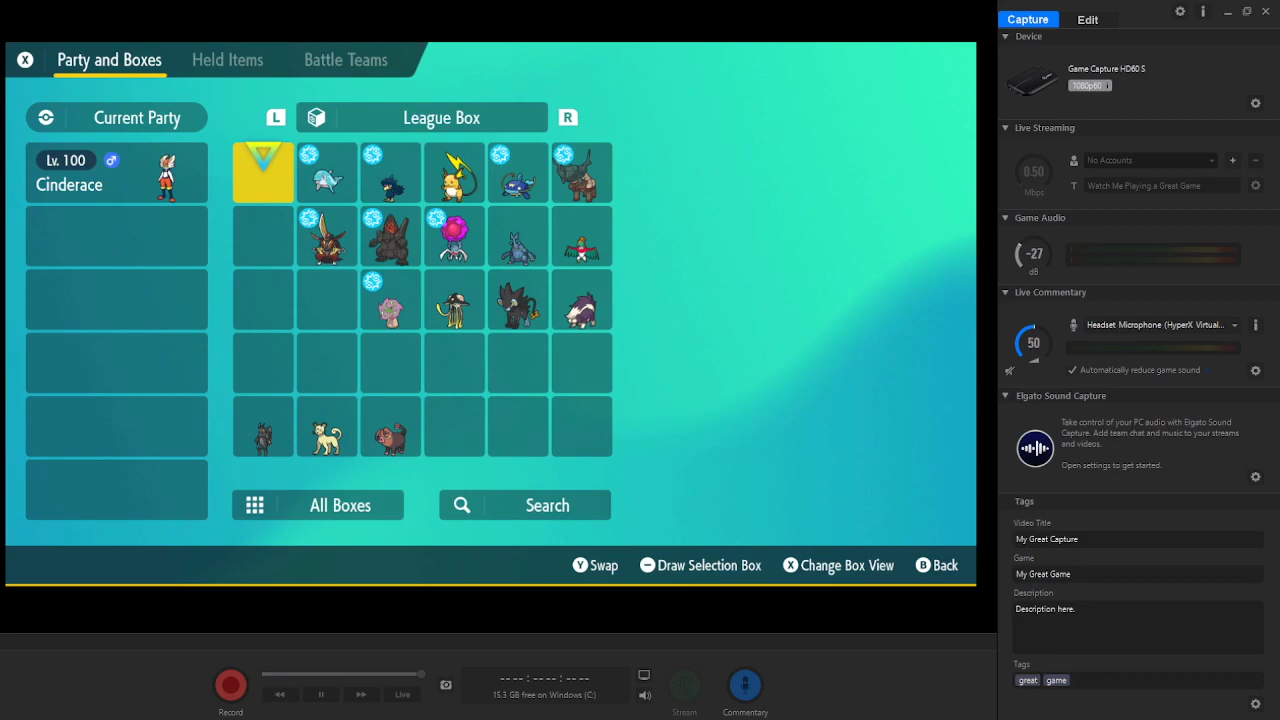 Capture Edit
Device
Game Capture HD60 S
1080p60
Live Streaming
0.50
Mbps
No Accounts
T Watch Me Playing a Great Game
Game Audio
-27
dB
Live Commentary
50
Headset Microphone (HyperX Virtual...
Automatically reduce game sound
Elgato Sound Capture
Take control of your PC audio with Elgato Sound
Capture. Add team chat and music to your streams
and videos.
Open settings to get started.
Tags
Video Title
My Great Capture
Game
My Great Game
Description
Description here.
Tags
great game
X Party and Boxes Held Items Battle Teams
Current Party L League Box R
Lv. 100
Cinderace
All Boxes Search
Y Swap Draw Selection Box X Change Box View B Back
Record
Live
-- -- : -- -- : -- --
15.3 GB free on Windows (C:)
Stream
Commentary